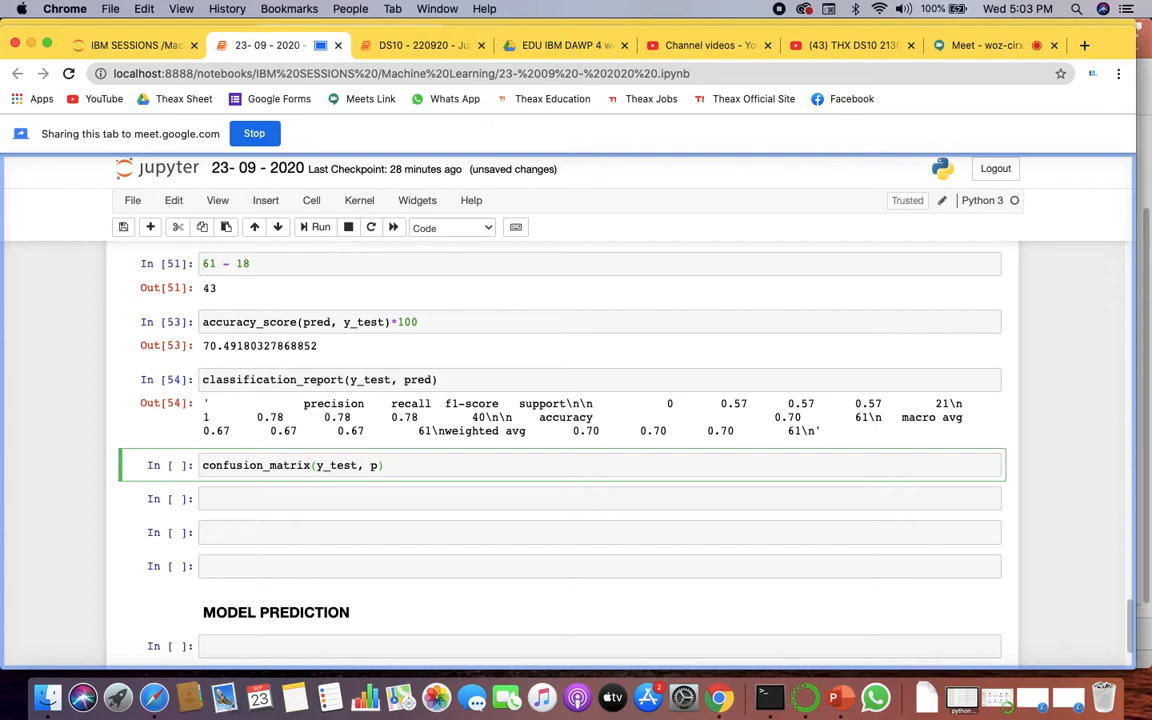 Chrome File Edit View History Bookmarks People Tab Window Help 100% Wed 5:03 PM
IBM SESSIONS /Mac 23- 09 - 2020 - DS10 - 220920 - Ju EDU IBM DAWP 4 w Channel videos - Yo (43) THX DS10 213 Meet - woz-cirx
localhost:8888/notebooks/IBM%20SESSIONS%20/Machine%20Learning/23-%2009%20-%202020%20.ipynb
Apps YouTube Theax Sheet Google Forms Meets Link Whats App Theax Education Theax Jobs Theax Official Site Facebook
Sharing this tab to meet.google.com Stop
jupyter 23- 09 - 2020 Last Checkpoint: 28 minutes ago (unsaved changes) Logout
File Edit View Insert Cell Kernel Widgets Help Trusted Python 3
Run Code
In [51]: 61 - 18
Out[51]: 43
In [53]: accuracy_score(pred, y_test)*100
Out[53]: 70.49180327868852
In [54]: classification_report(y_test, pred)
Out[54]: ' precision recall f1-score support\n\n 0 0.57 0.57 0.57 21\n
1 0.78 0.78 0.78 40\n\n accuracy 0.70 61\n macro avg
0.67 0.67 0.67 61\nweighted avg 0.70 0.70 0.70 61\n'
In [ ]: confusion_matrix(y_test, p)
In [ ]:
In [ ]:
In [ ]:
MODEL PREDICTION
In [ ]:
SEP
23
2
python...